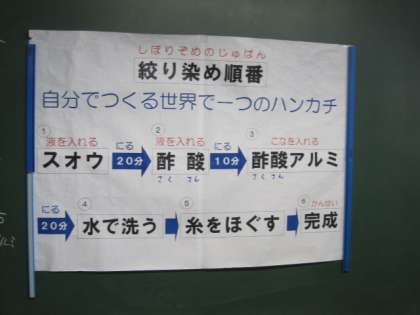 しぼりぞめのじゅばん
絞り染め順番
自分でつくる世界で一つのハンカチ
① 液を入れる にる ② 液を入れる にる ③ こなを入れる
スオウ 20分 酢酸 10分 酢酸アルミ
さくさん さくさん
にる ④ ⑤ ⑥ かんせい
20分 水で洗う 糸をほぐす 完成